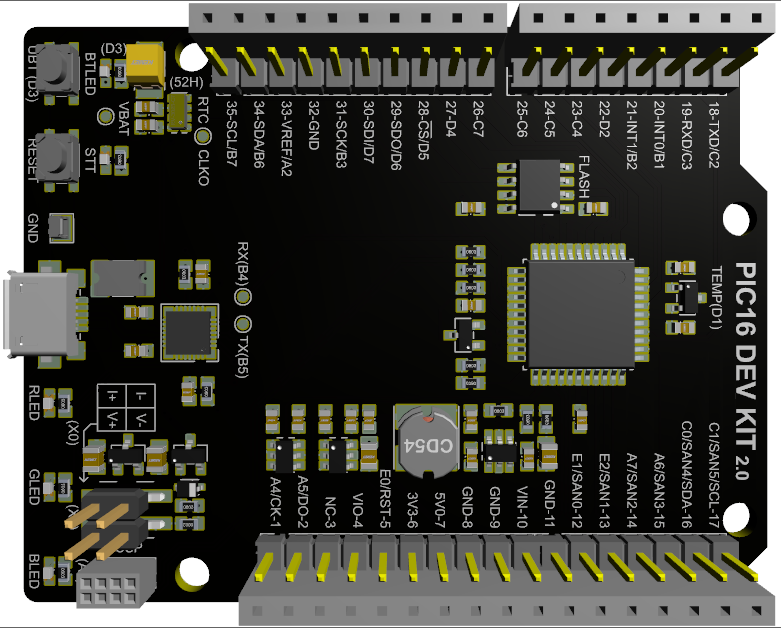 UBT (D3)
BTLED
(D3)
(52H)
VBAT
RTC
CLKO
RESET
STT
GND
35-SCL/B7
34-SDA/B6
33-VREF/A2
32-GND
31-SCK/B3
30-SDI/D7
29-SDO/D6
28-SS/D5
27-D4
26-C7
25-C6
24-C5
23-C4
22-D2
21-INT1/B2
20-INT0/B1
19-RXD/C3
18-TXD/C2
FLASH
RX(B4)
TX(B5)
TEMP(D1)
PIC16 DEV KIT 2.0
RLED
GLED
BLED
(X0)
I+ I-
V+ V-
CD54
A4/CK-1
A5/DO-2
NC-3
VIO-4
E0/RST-5
3V3-6
5V0-7
GND-8
GND-9
VIN-10
GND-11
E1/SAN0-12
E2/SAN1-13
A7/SAN2-14
A6/SAN3-15
C0/SAN4/SDA-16
C1/SAN5/SCL-17